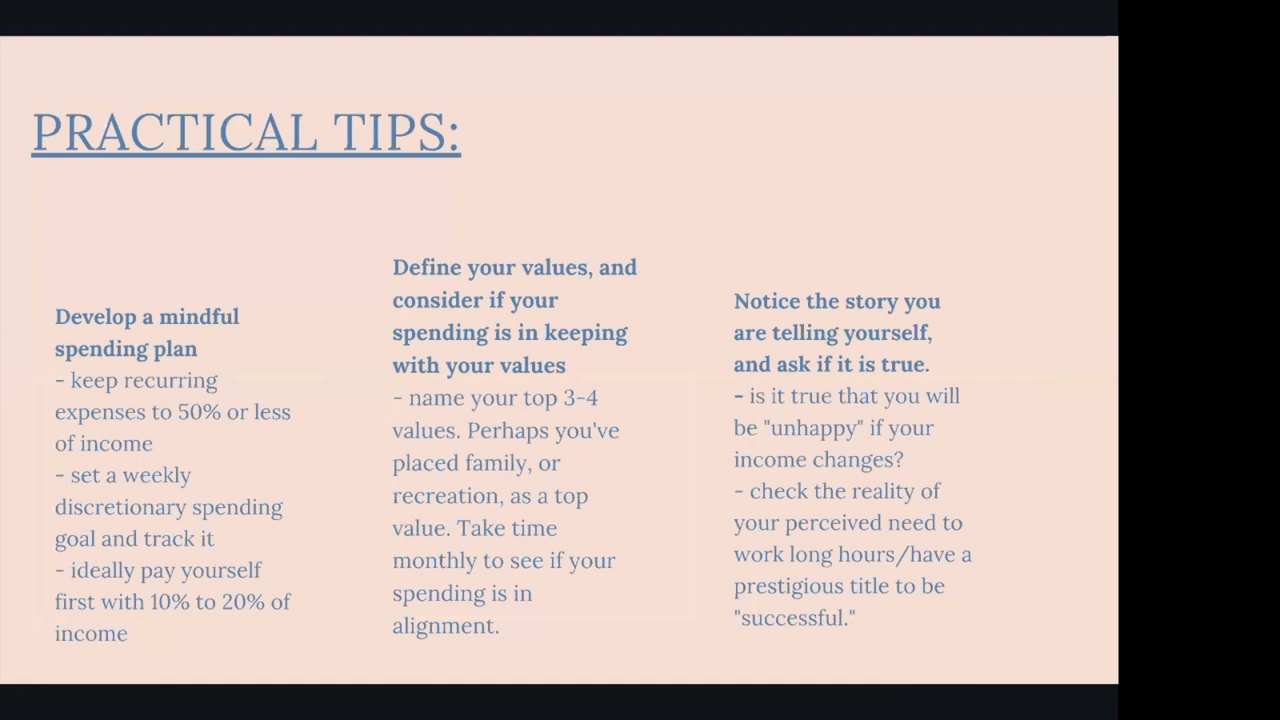 PRACTICAL TIPS:
Develop a mindful
spending plan
- keep recurring
expenses to 50% or less
of income
- set a weekly
discretionary spending
goal and track it
- ideally pay yourself
first with 10% to 20% of
income
Define your values, and
consider if your
spending is in keeping
with your values
- name your top 3-4
values. Perhaps you've
placed family, or
recreation, as a top
value. Take time
monthly to see if your
spending is in
alignment.
Notice the story you
are telling yourself,
and ask if it is true.
- is it true that you will
be "unhappy" if your
income changes?
- check the reality of
your perceived need to
work long hours/have a
prestigious title to be
"successful."